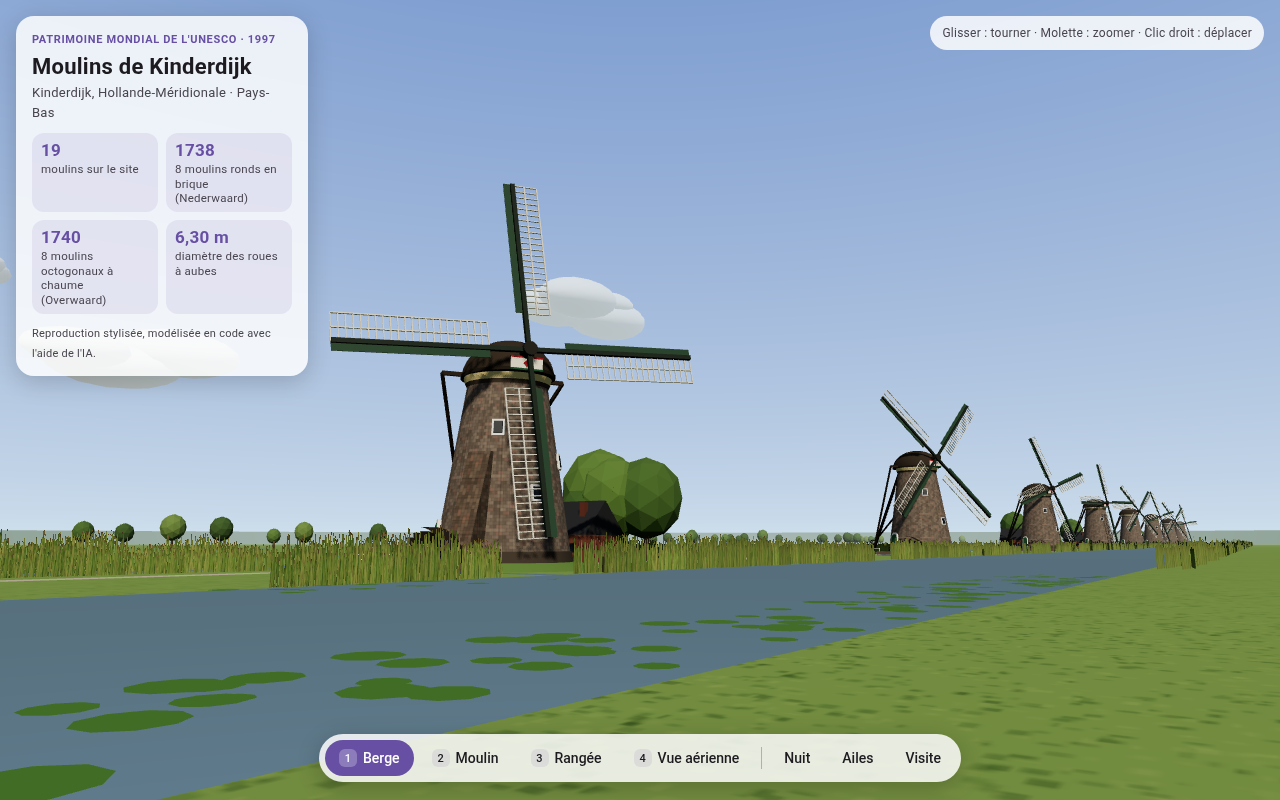 PATRIMOINE MONDIAL DE L'UNESCO · 1997
Moulins de Kinderdijk
Kinderdijk, Hollande-Méridionale · Pays-
Bas
19
moulins sur le site
1738
8 moulins ronds en
brique
(Nederwaard)
1740
8 moulins
octogonaux à
chaume
(Overwaard)
6,30 m
diamètre des roues
à aubes
Reproduction stylisée, modélisée en code avec
l'aide de l'IA.
Glisser : tourner · Molette : zoomer · Clic droit : déplacer
1 Berge 2 Moulin 3 Rangée 4 Vue aérienne Nuit Ailes Visite